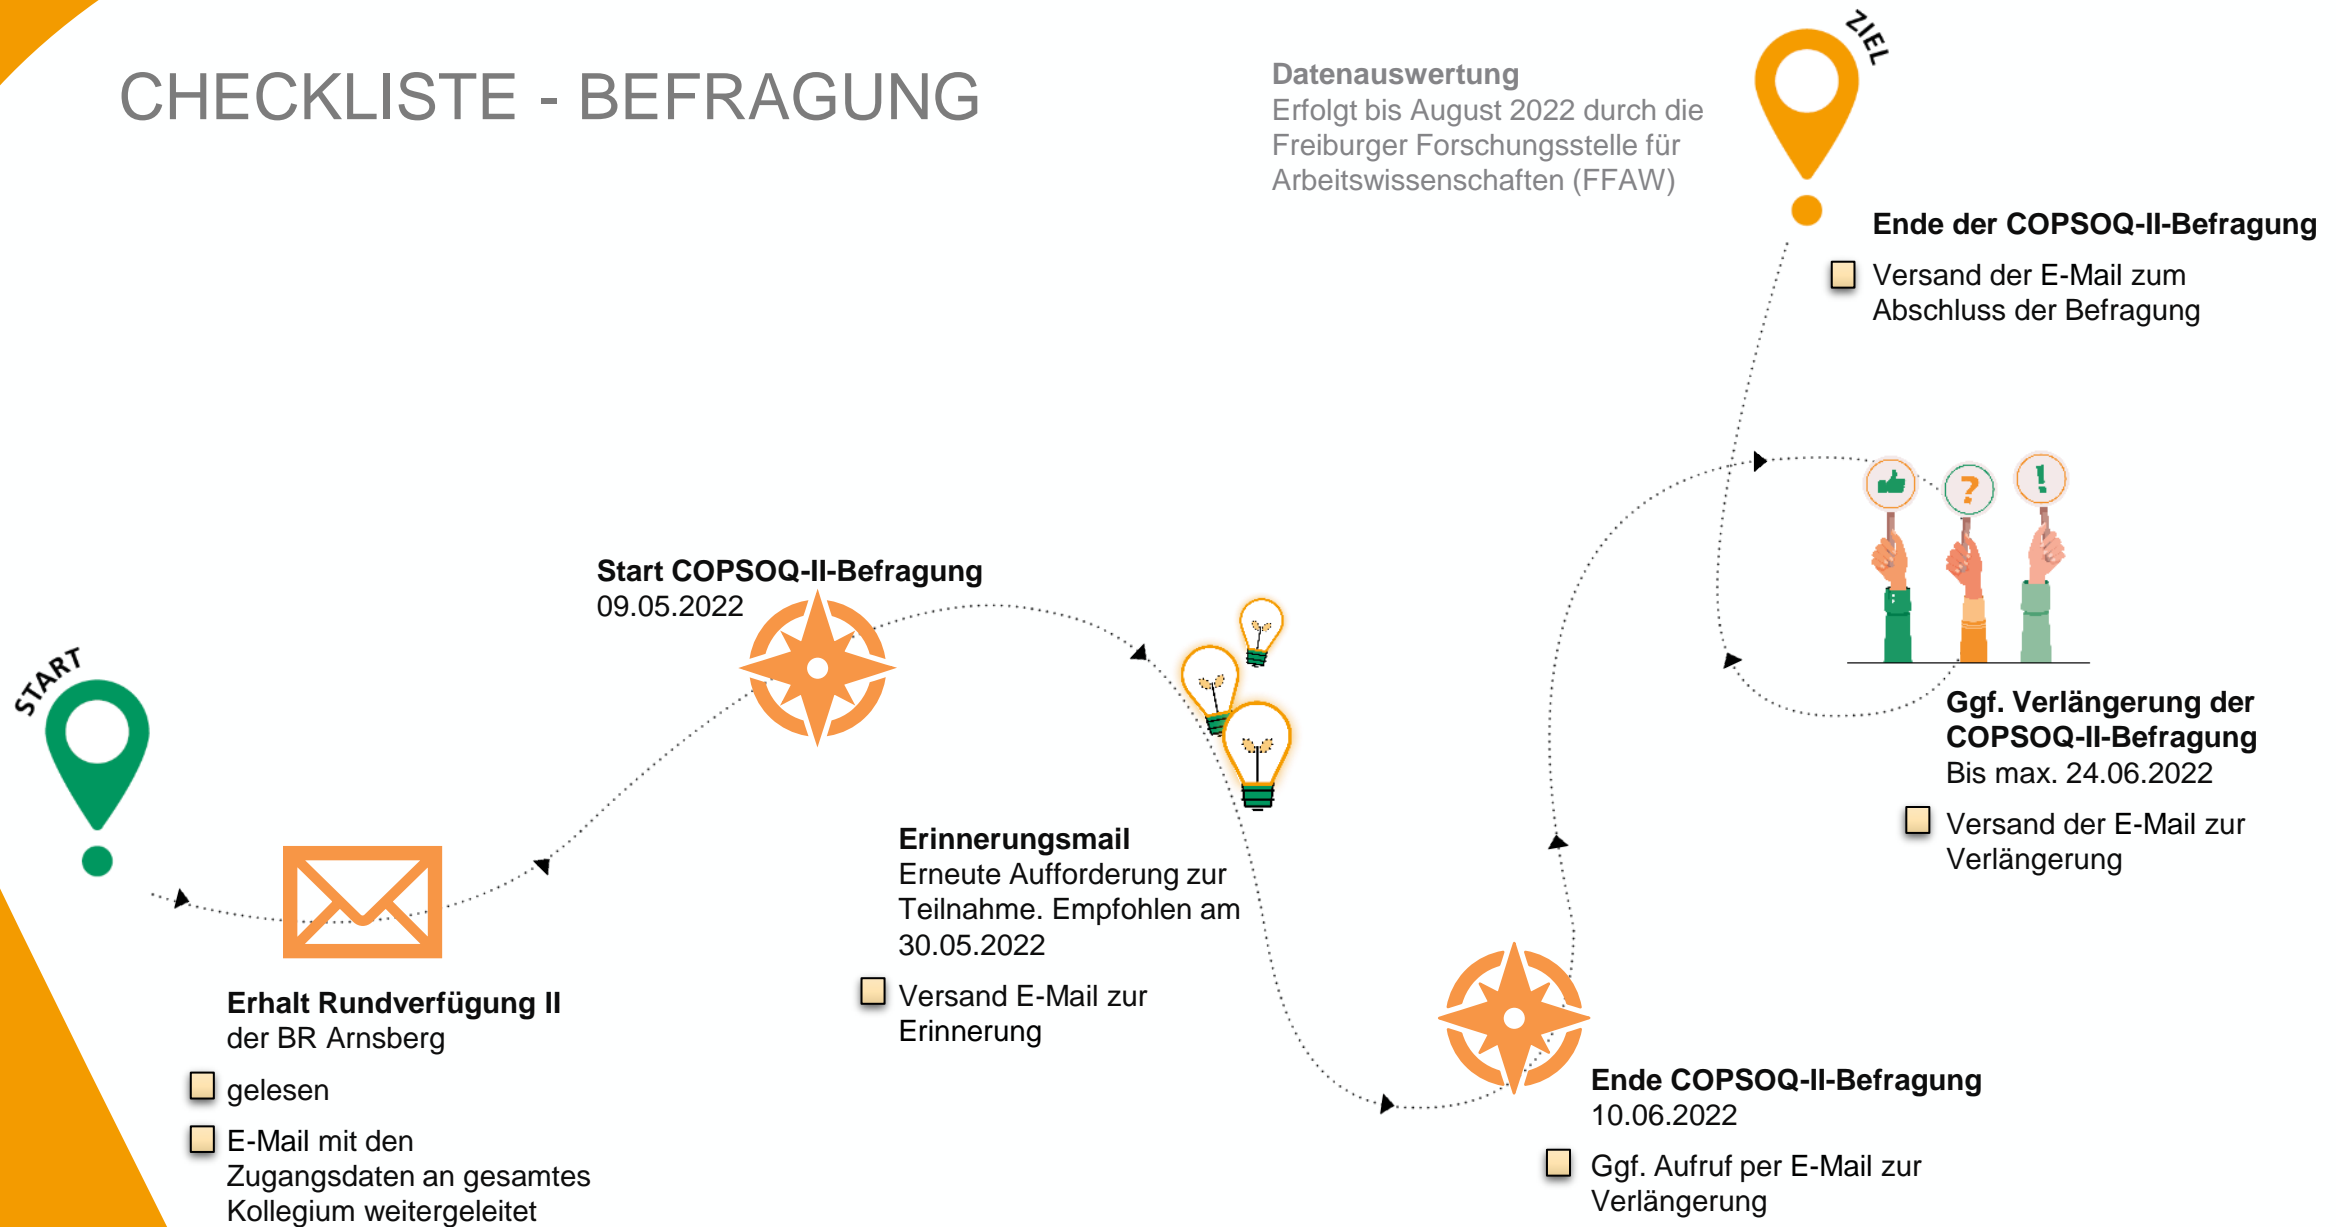 CHECKLISTE - BEFRAGUNG
START
Erhalt Rundverfügung II
der BR Arnsberg
gelesen
E-Mail mit den
Zugangsdaten an gesamtes
Kollegium weitergeleitet
Start COPSOQ-II-Befragung
09.05.2022
Erinnerungsmail
Erneute Aufforderung zur
Teilnahme. Empfohlen am
30.05.2022
Versand E-Mail zur
Erinnerung
Ende COPSOQ-II-Befragung
10.06.2022
Ggf. Aufruf per E-Mail zur
Verlängerung
?
!
Ggf. Verlängerung der
COPSOQ-II-Befragung
Bis max. 24.06.2022
Versand der E-Mail zur
Verlängerung
ZIEL
Ende der COPSOQ-II-Befragung
Versand der E-Mail zum
Abschluss der Befragung
Datenauswertung
Erfolgt bis August 2022 durch die
Freiburger Forschungsstelle für
Arbeitswissenschaften (FFAW)